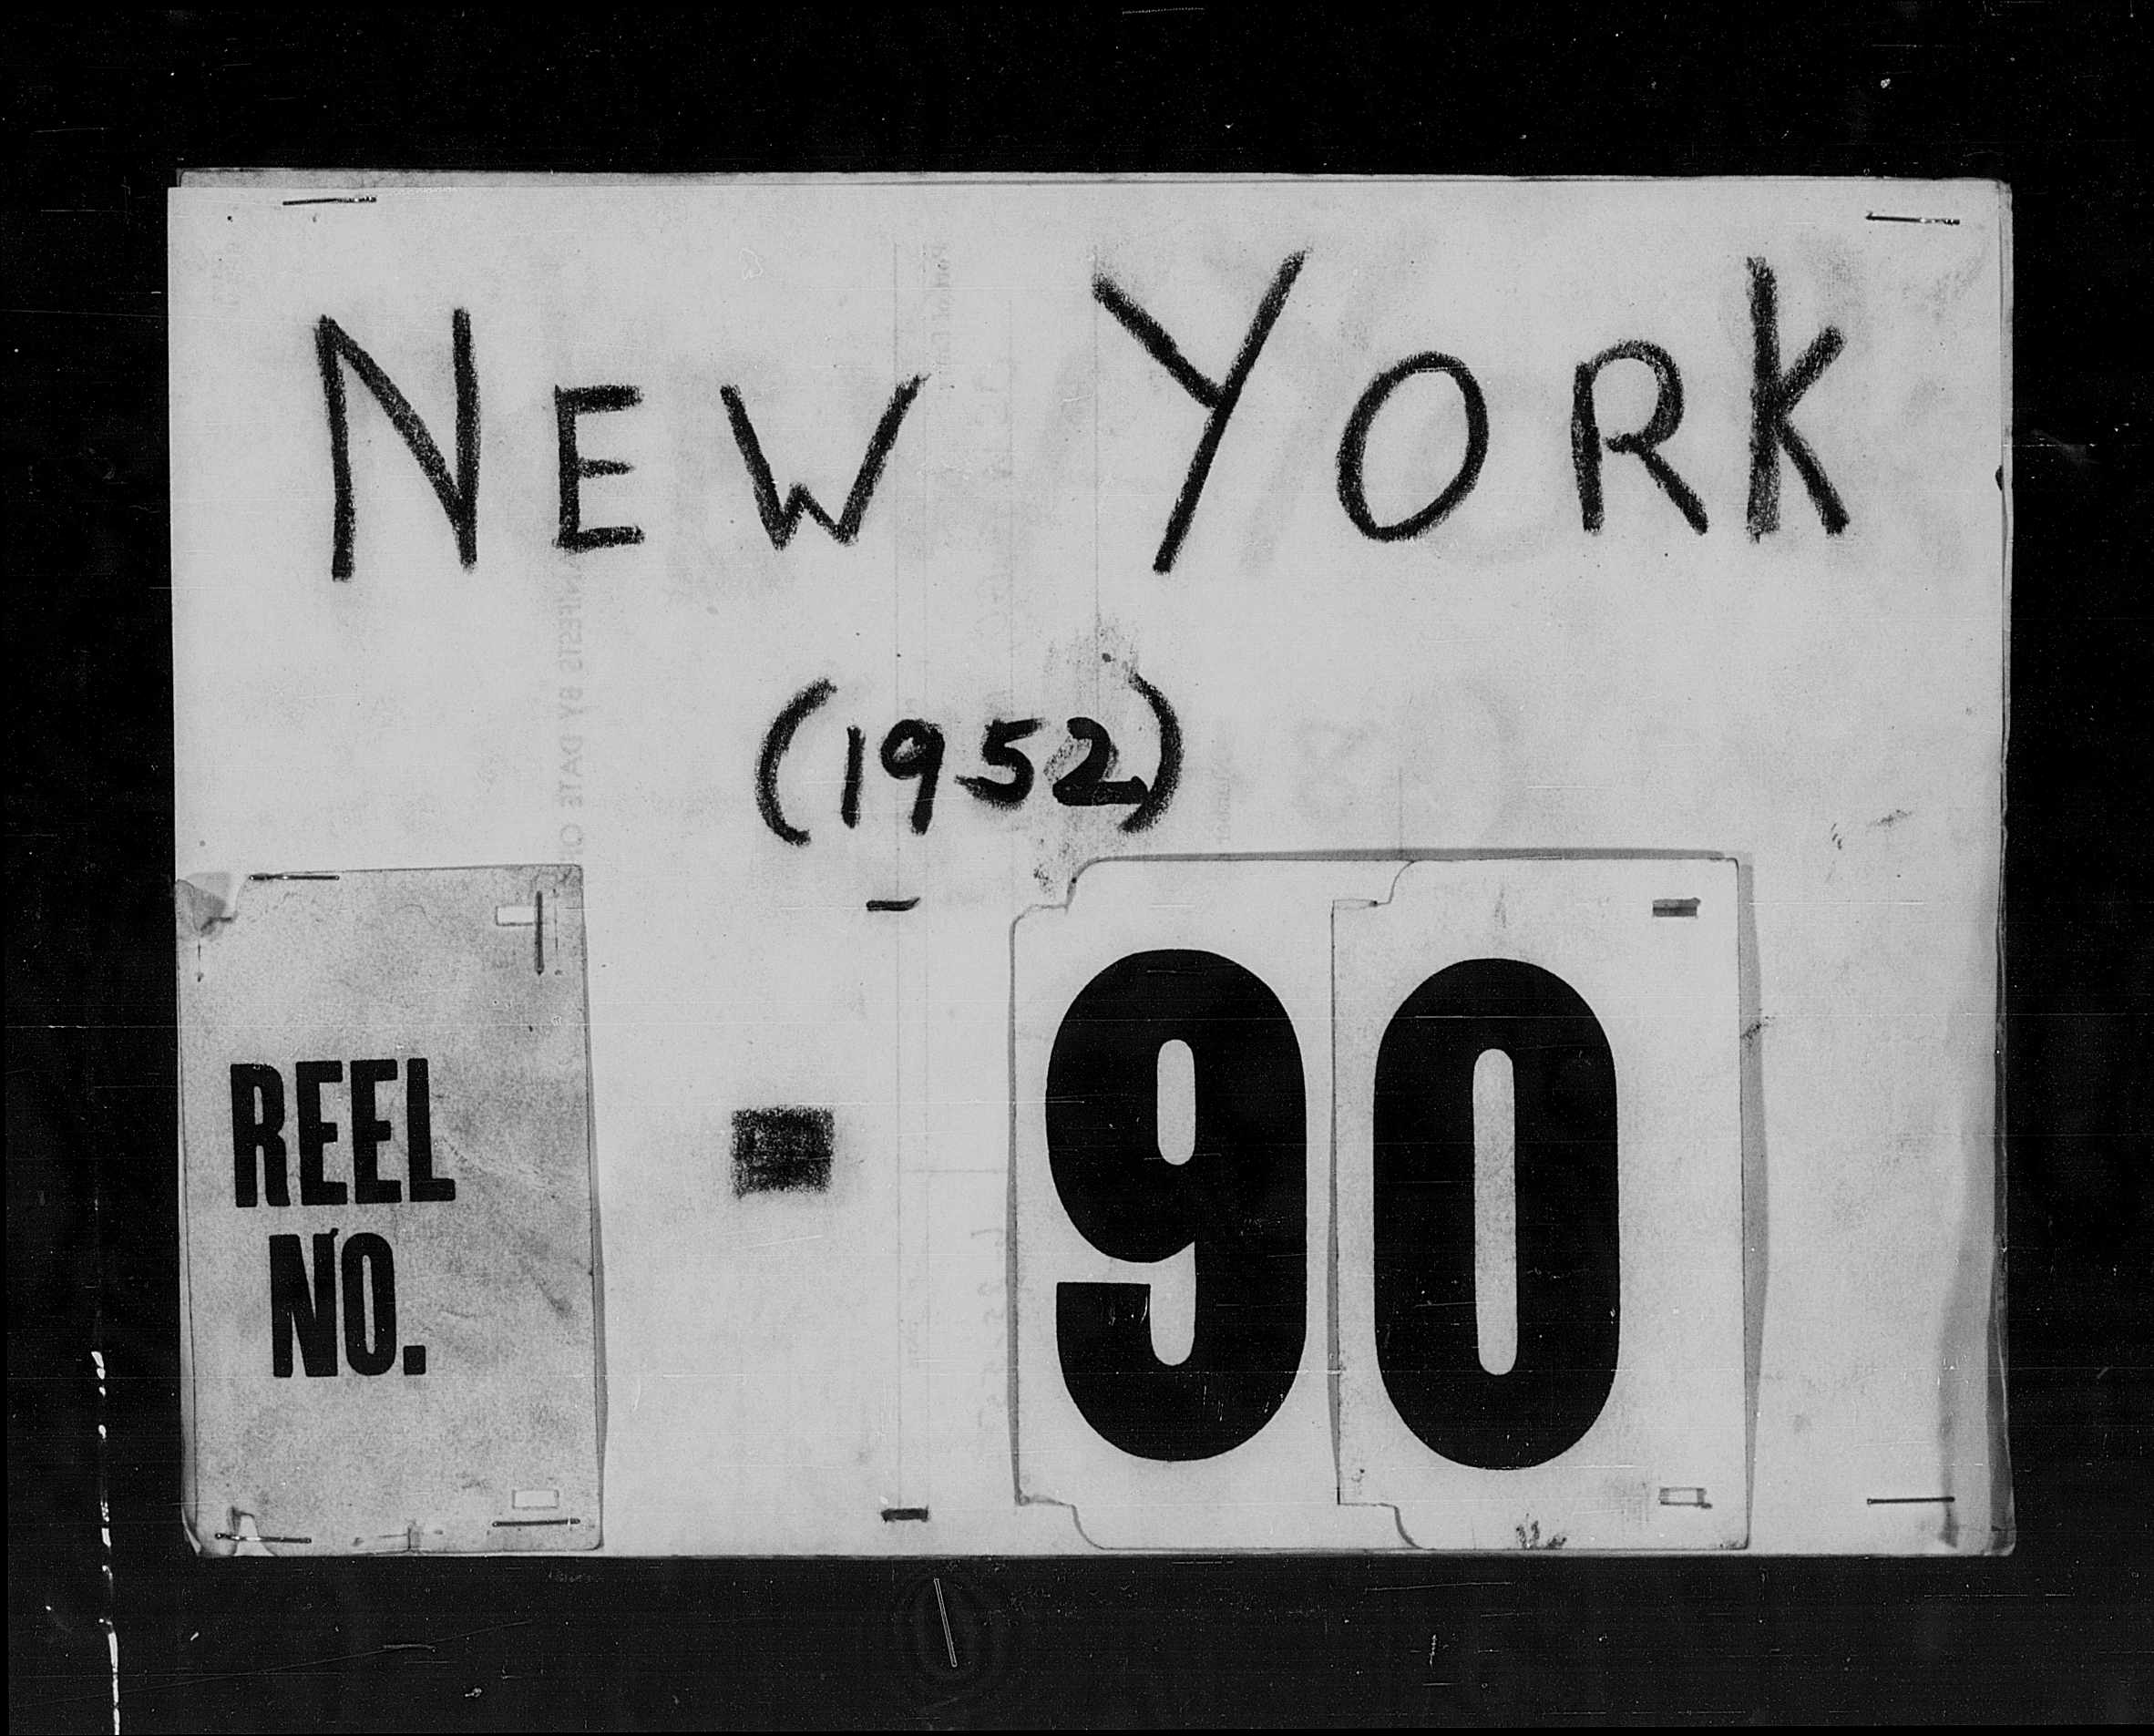 NEW YORK
(1952)
REEL
NO.
90